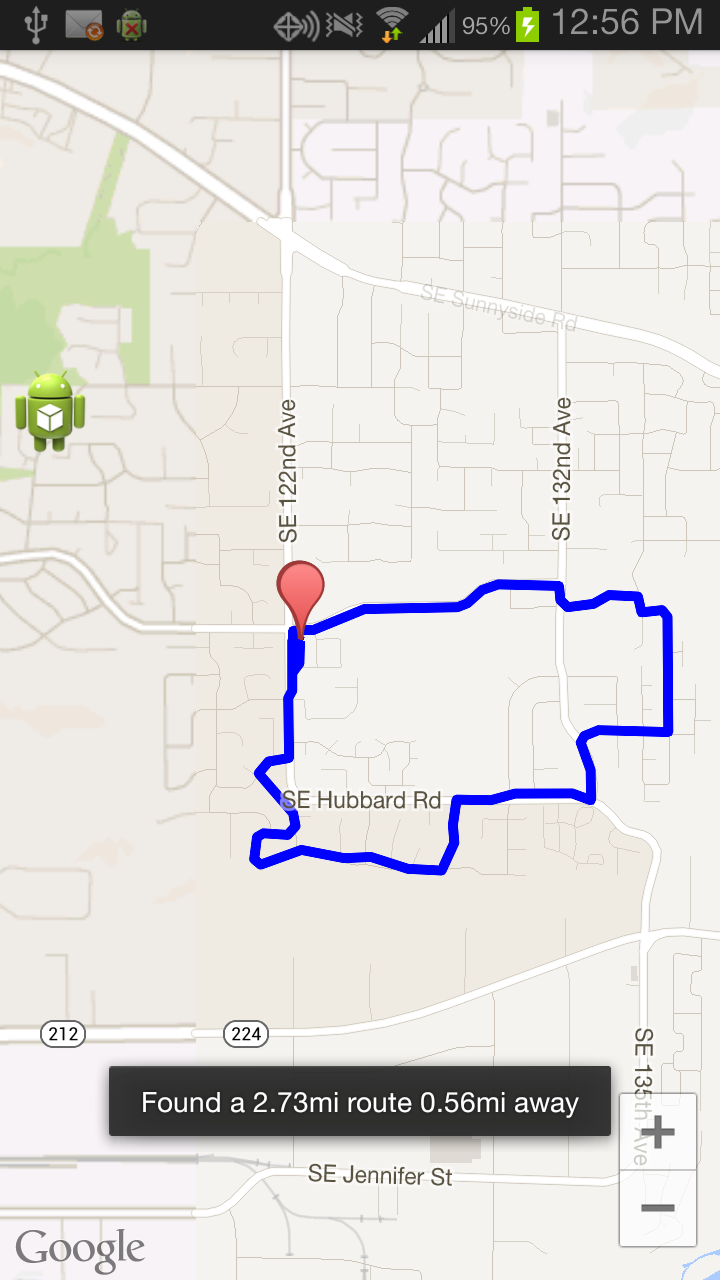 95% 12:56 PM
SE Sunnyside Rd
SE 122nd Ave
SE 132nd Ave
SE Hubbard Rd
212
224
SE 135th Ave
Found a 2.73mi route 0.56mi away
+
−
SE Jennifer St
Google